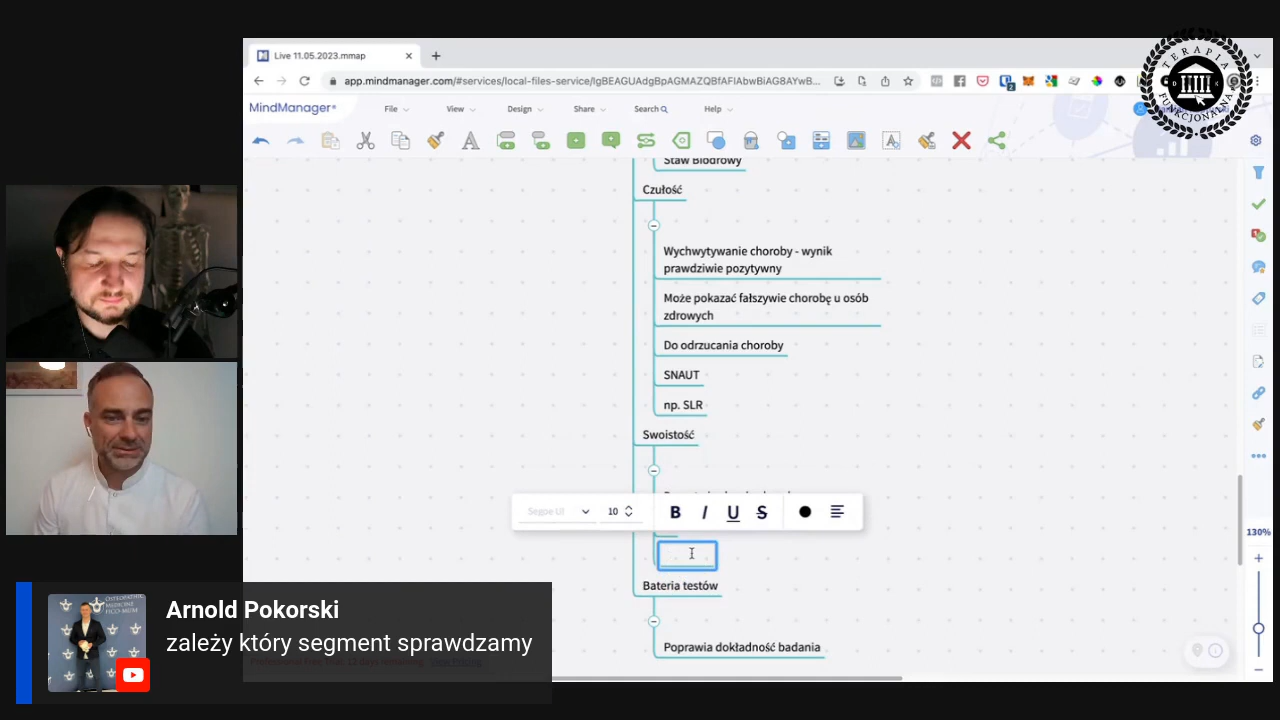 Live 11.05.2023.mmap
app.mindmanager.com/#services/local-files-service/IgBEAGUAdgBpAGMAZQBfAFIAbwBiAG8AYwB...
TERAPIA
FUNKCJONALNA
MindManager®
File
View
Design
Share
Search
Help
Staw Biodrowy
Czułość
Wychwytywanie choroby - wynik
prawdziwie pozytywny
Może pokazać fałszywie chorobę u osób
zdrowych
Do odrzucania choroby
SNAUT
np. SLR
Swoistość
Segoe UI
10
B I U S
130%
Bateria testów
Poprawia dokładność badania
Arnold Pokorski
zależy który segment sprawdzamy